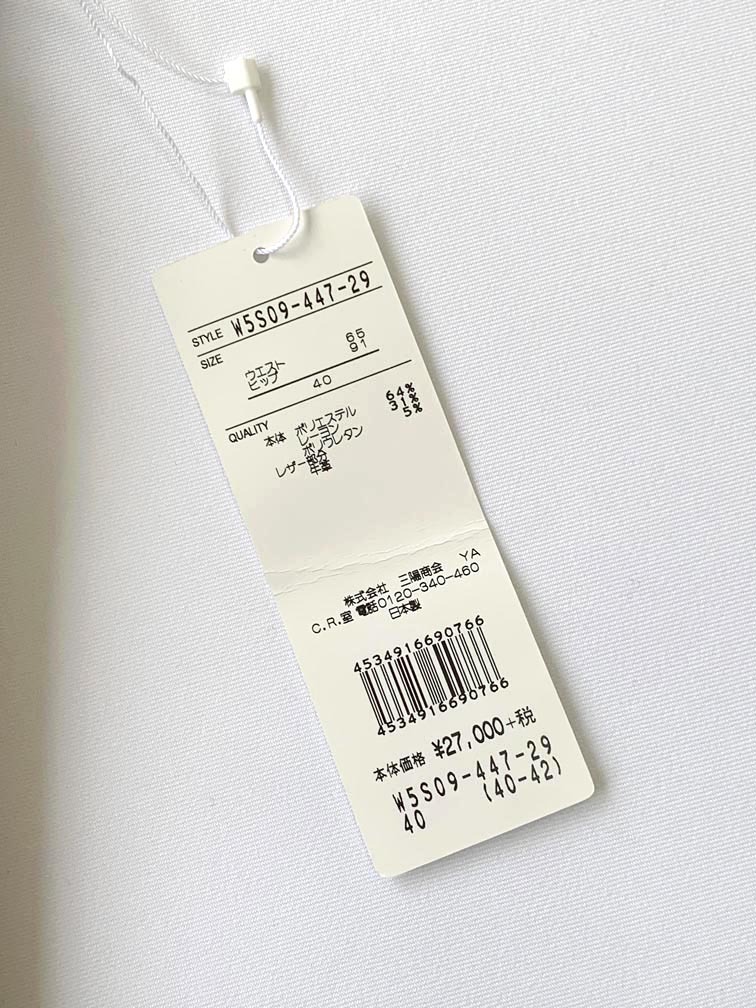 STYLE W5S09-447-29
SIZE
ウエスト 65
ヒップ 91
40
QUALITY
本体 ポリエステル 64%
レーヨン 31%
ポリウレタン 5%
レザー部分
牛革
YA
株式会社 三陽商会
C.R.室 電話0120-340-460
日本製
4534916690766
4534916690766
本体価格 ¥27,000+税
W5S09-447-29
40 (40-42)